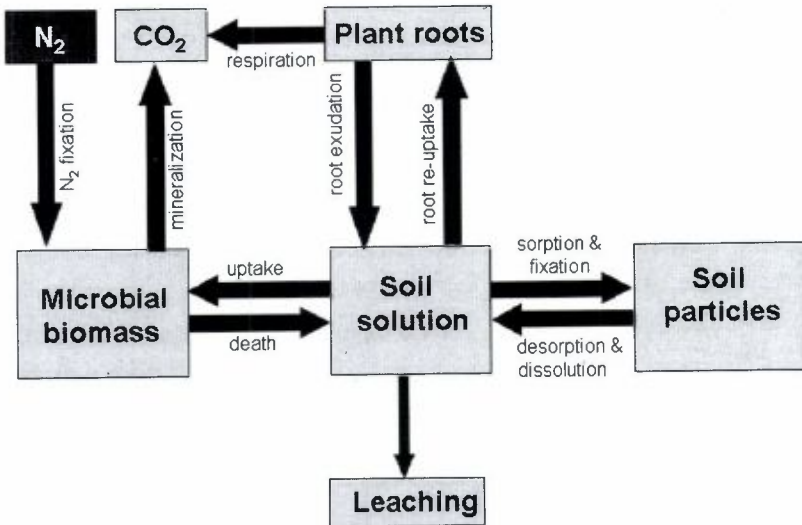 N₂
CO₂
Plant roots
respiration
N₂ fixation
mineralization
root exudation
root re-uptake
Microbial
biomass
uptake
death
Soil
solution
sorption &
fixation
desorption &
dissolution
Soil
particles
Leaching